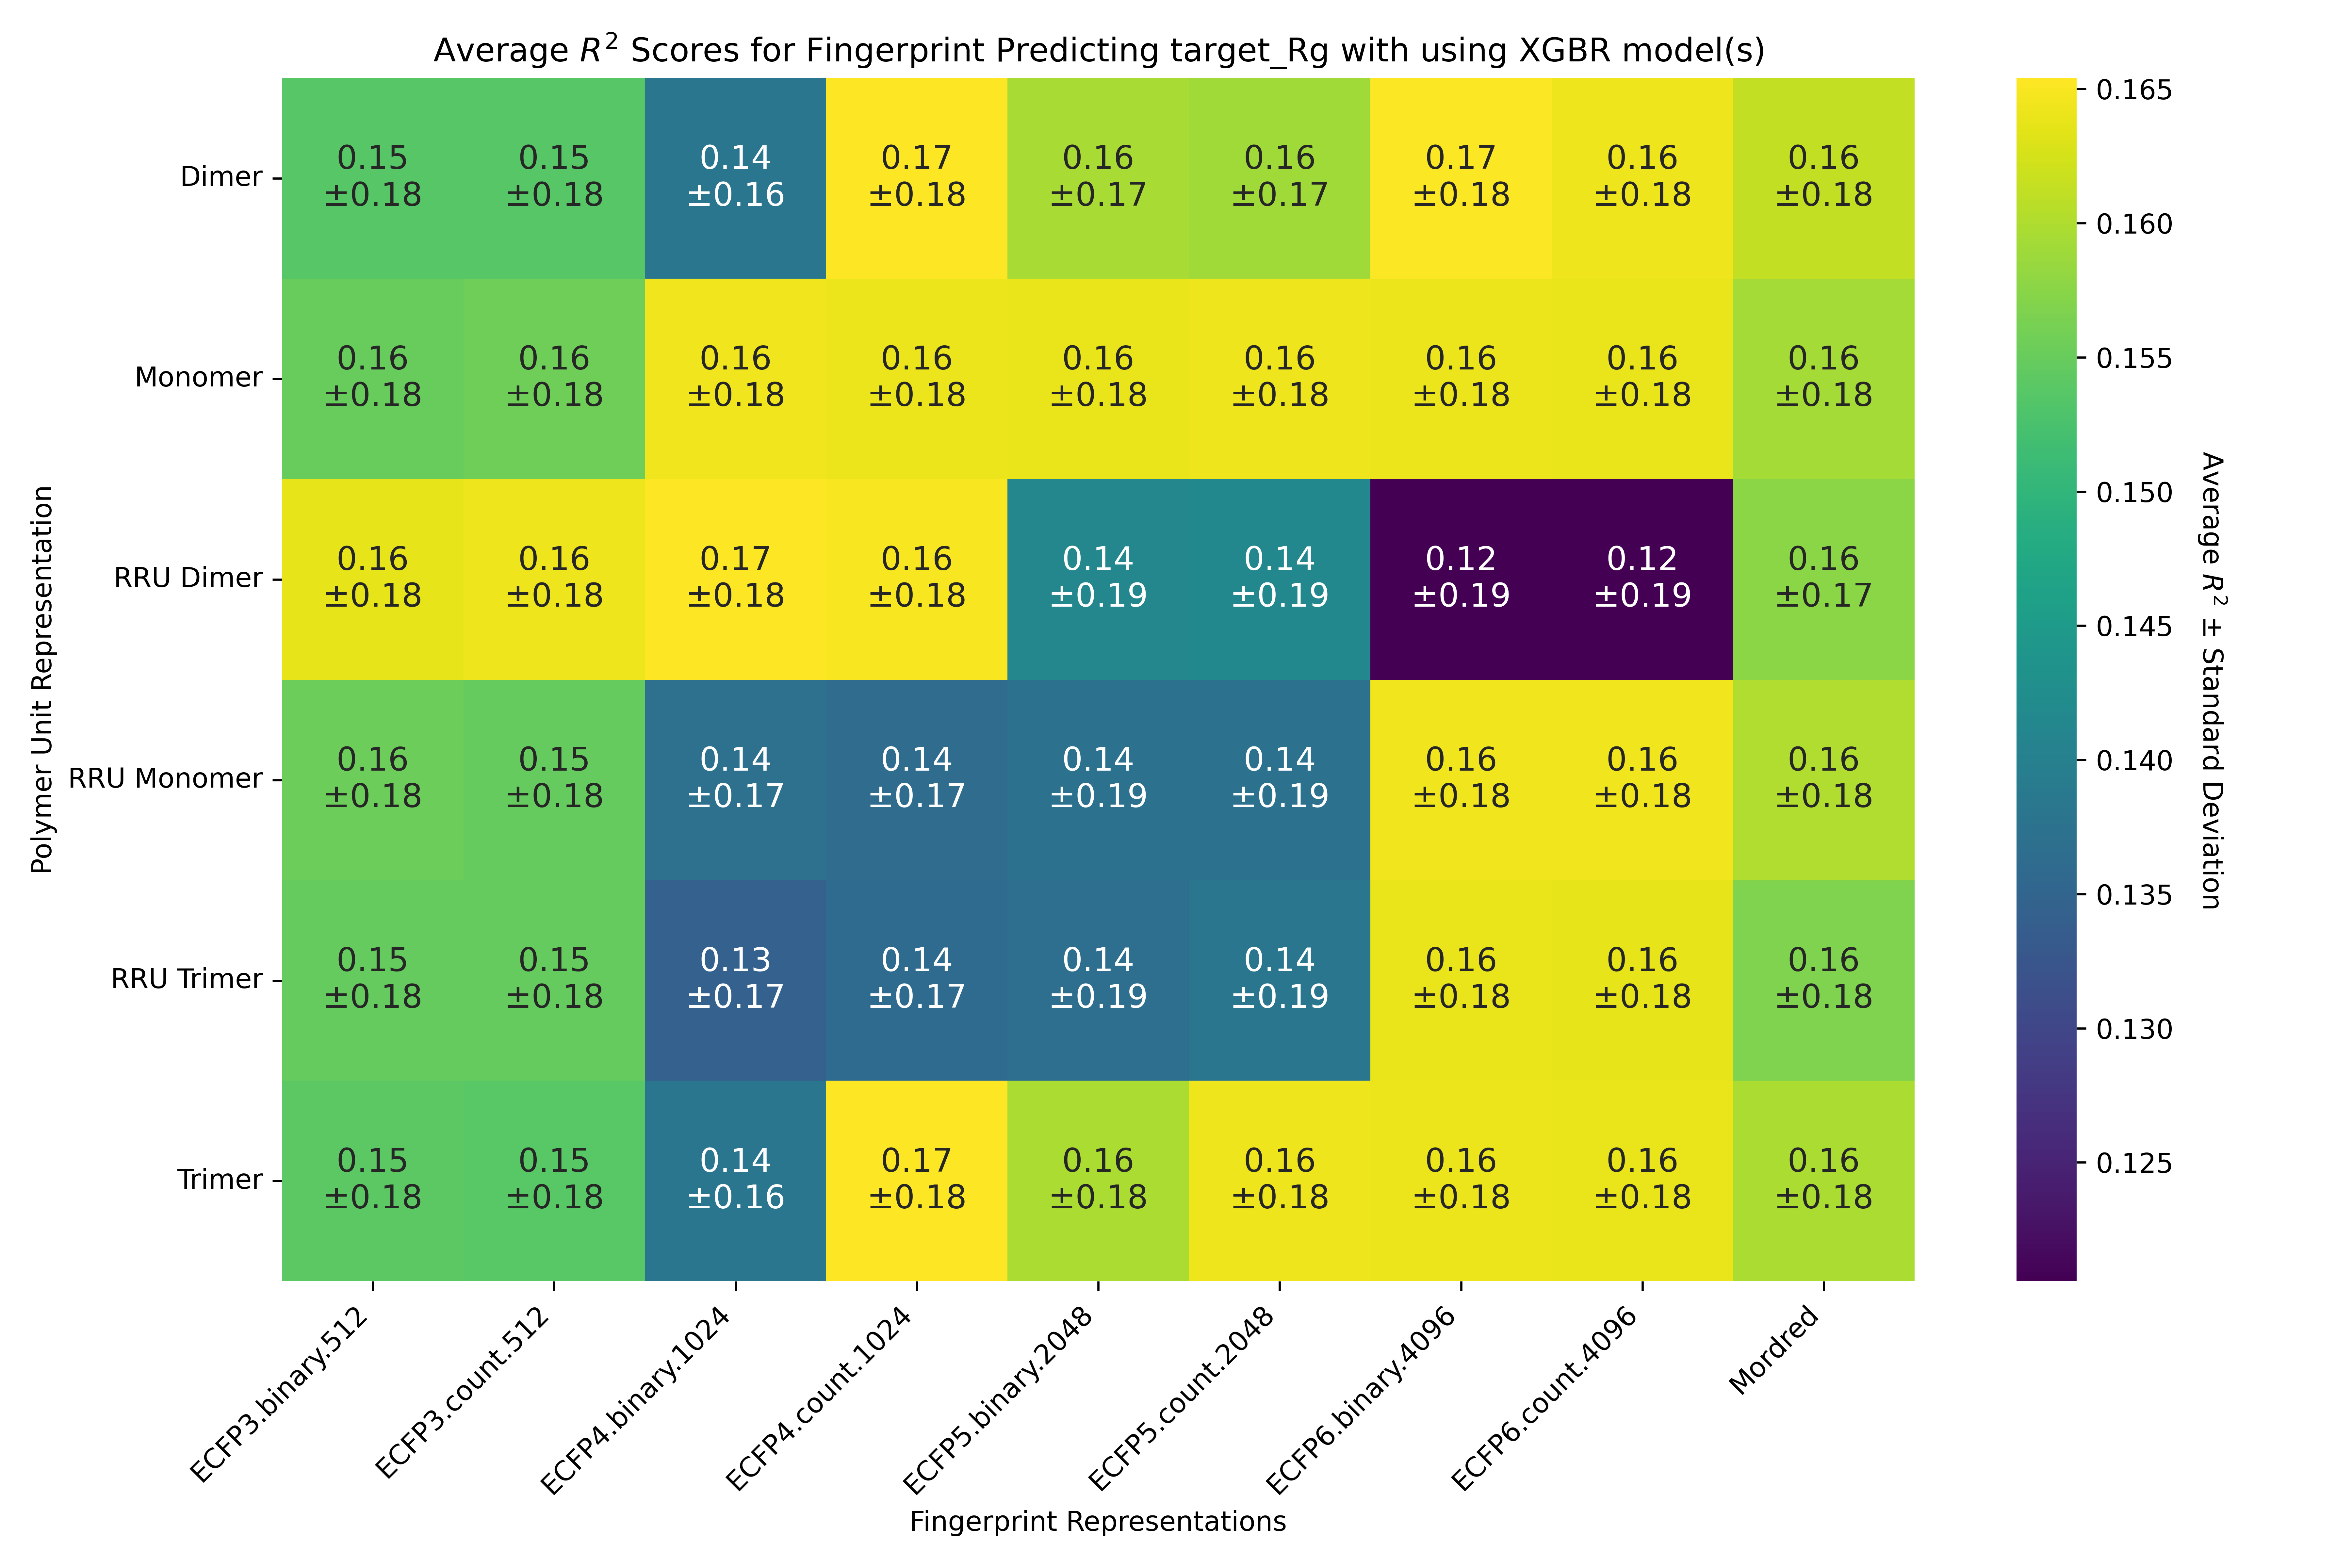 Average R² Scores for Fingerprint Predicting target_Rg with using XGBR model(s)
Polymer Unit Representation
Dimer
0.15 0.15 0.14 0.17 0.16 0.16 0.17 0.16 0.16
±0.18 ±0.18 ±0.16 ±0.18 ±0.17 ±0.17 ±0.18 ±0.18 ±0.18
Monomer
0.16 0.16 0.16 0.16 0.16 0.16 0.16 0.16 0.16
±0.18 ±0.18 ±0.18 ±0.18 ±0.18 ±0.18 ±0.18 ±0.18 ±0.18
RRU Dimer
0.16 0.16 0.17 0.16 0.14 0.14 0.12 0.12 0.16
±0.18 ±0.18 ±0.18 ±0.18 ±0.19 ±0.19 ±0.19 ±0.19 ±0.17
RRU Monomer
0.16 0.15 0.14 0.14 0.14 0.14 0.16 0.16 0.16
±0.18 ±0.18 ±0.17 ±0.17 ±0.19 ±0.19 ±0.18 ±0.18 ±0.18
RRU Trimer
0.15 0.15 0.13 0.14 0.14 0.14 0.16 0.16 0.16
±0.18 ±0.18 ±0.17 ±0.17 ±0.19 ±0.19 ±0.18 ±0.18 ±0.18
Trimer
0.15 0.15 0.14 0.17 0.16 0.16 0.16 0.16 0.16
±0.18 ±0.18 ±0.16 ±0.18 ±0.18 ±0.18 ±0.18 ±0.18 ±0.18
ECFP3.binary.512
ECFP3.count.512
ECFP4.binary.1024
ECFP4.count.1024
ECFP5.binary.2048
ECFP5.count.2048
ECFP6.binary.4096
ECFP6.count.4096
Mordred
Fingerprint Representations
0.165
0.160
0.155
0.150
0.145
0.140
0.135
0.130
0.125
Average R² ± Standard Deviation